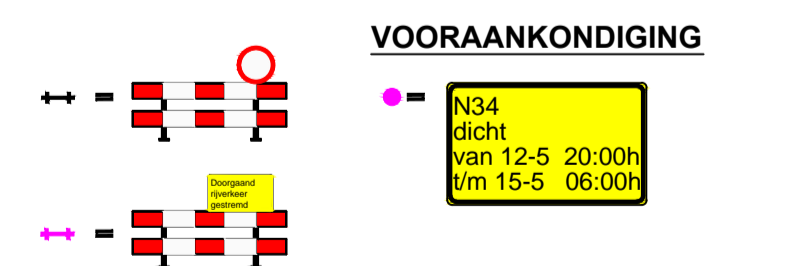 VOORAANKONDIGING
N34
dicht
van 12-5 20:00h
t/m 15-5 06:00h
Doorgaand
rijverkeer
gestremd